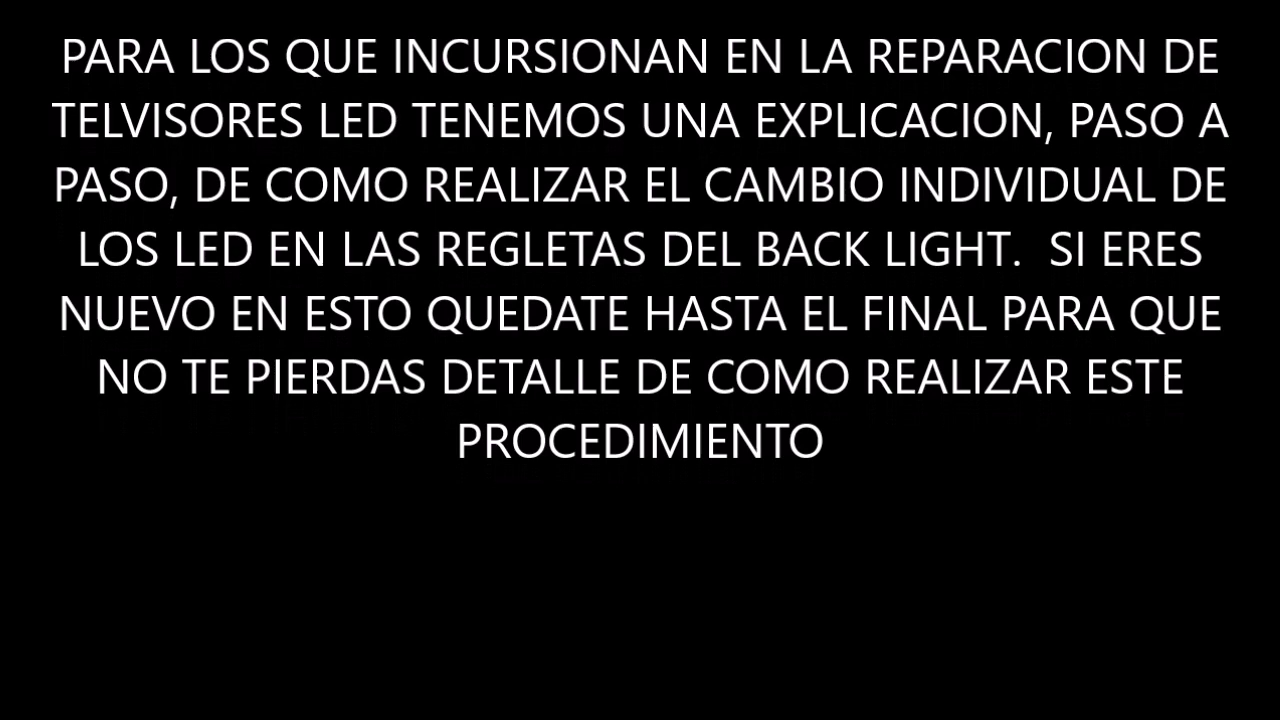 PARA LOS QUE INCURSIONAN EN LA REPARACION DE
TELVISORES LED TENEMOS UNA EXPLICACION, PASO A
PASO, DE COMO REALIZAR EL CAMBIO INDIVIDUAL DE
LOS LED EN LAS REGLETAS DEL BACK LIGHT.  SI ERES
NUEVO EN ESTO QUEDATE HASTA EL FINAL PARA QUE
NO TE PIERDAS DETALLE DE COMO REALIZAR ESTE
PROCEDIMIENTO